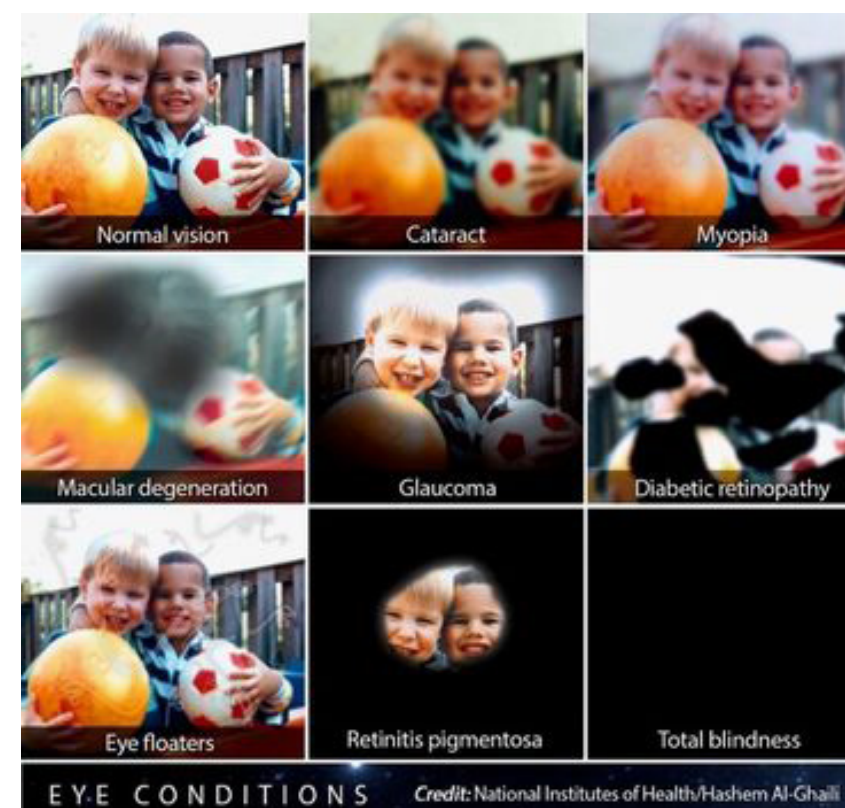 Normal vision
Cataract
Myopia
Macular degeneration
Glaucoma
Diabetic retinopathy
Eye floaters
Retinitis pigmentosa
Total blindness
EYE CONDITIONS
Credit: National Institutes of Health/Hashem Al-Ghaili